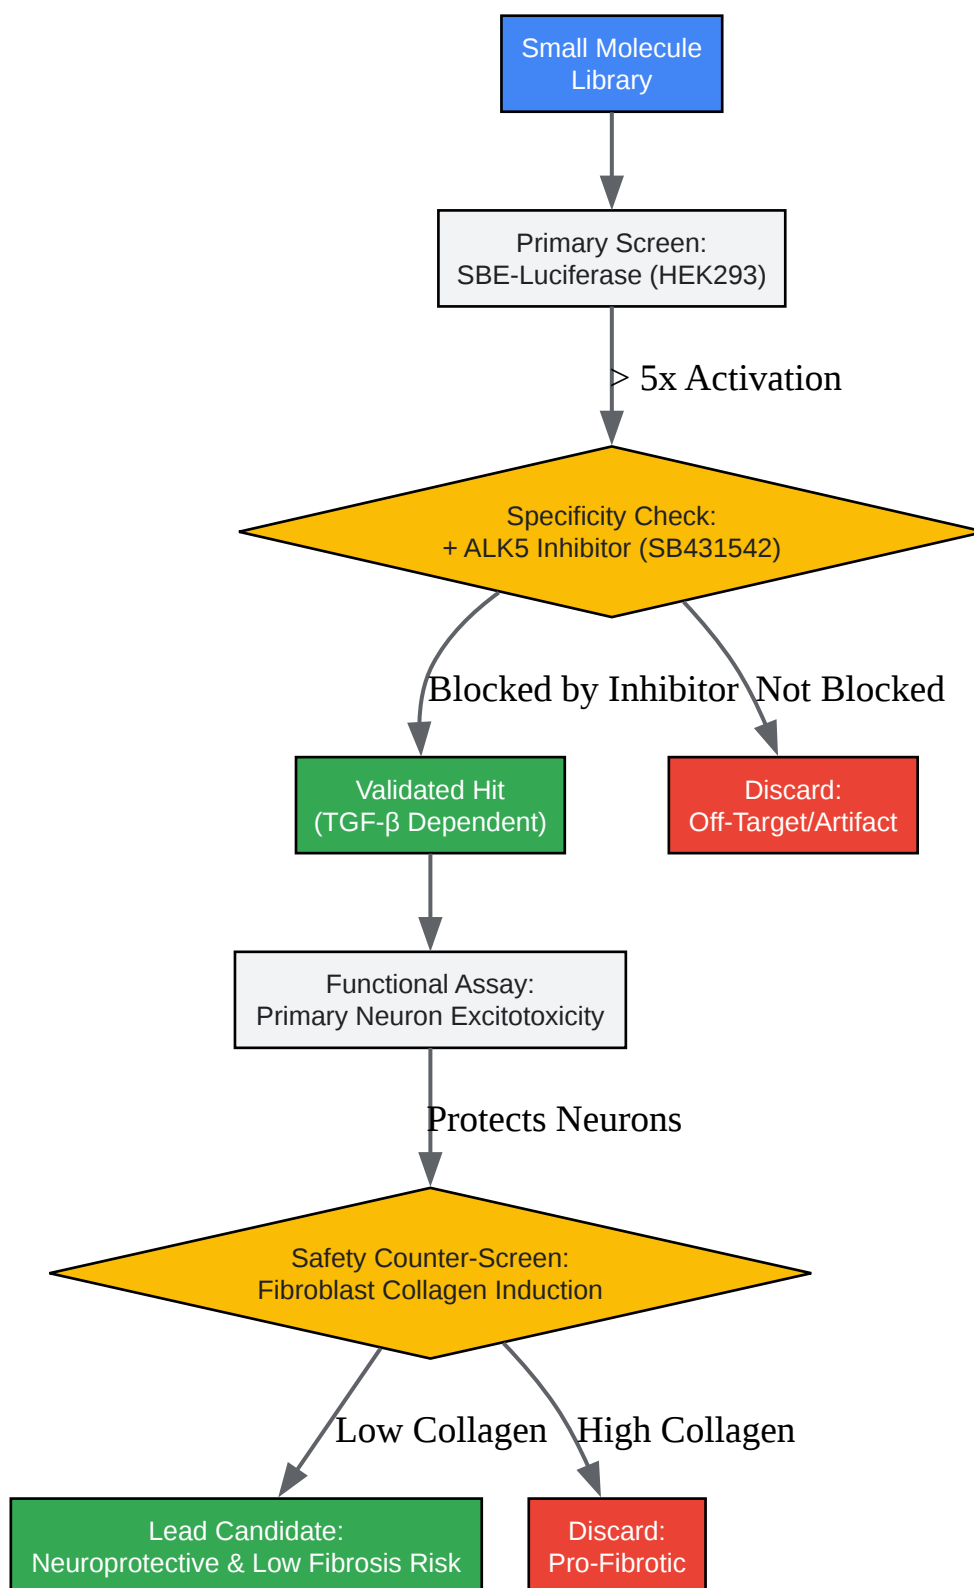 Small Molecule
Library
Primary Screen:
SBE-Luciferase (HEK293)
> 5x Activation
Specificity Check:
+ ALK5 Inhibitor (SB431542)
Blocked by Inhibitor
Not Blocked
Validated Hit
(TGF-β Dependent)
Discard:
Off-Target/Artifact
Functional Assay:
Primary Neuron Excitotoxicity
Protects Neurons
Safety Counter-Screen:
Fibroblast Collagen Induction
Low Collagen
High Collagen
Lead Candidate:
Neuroprotective & Low Fibrosis Risk
Discard:
Pro-Fibrotic